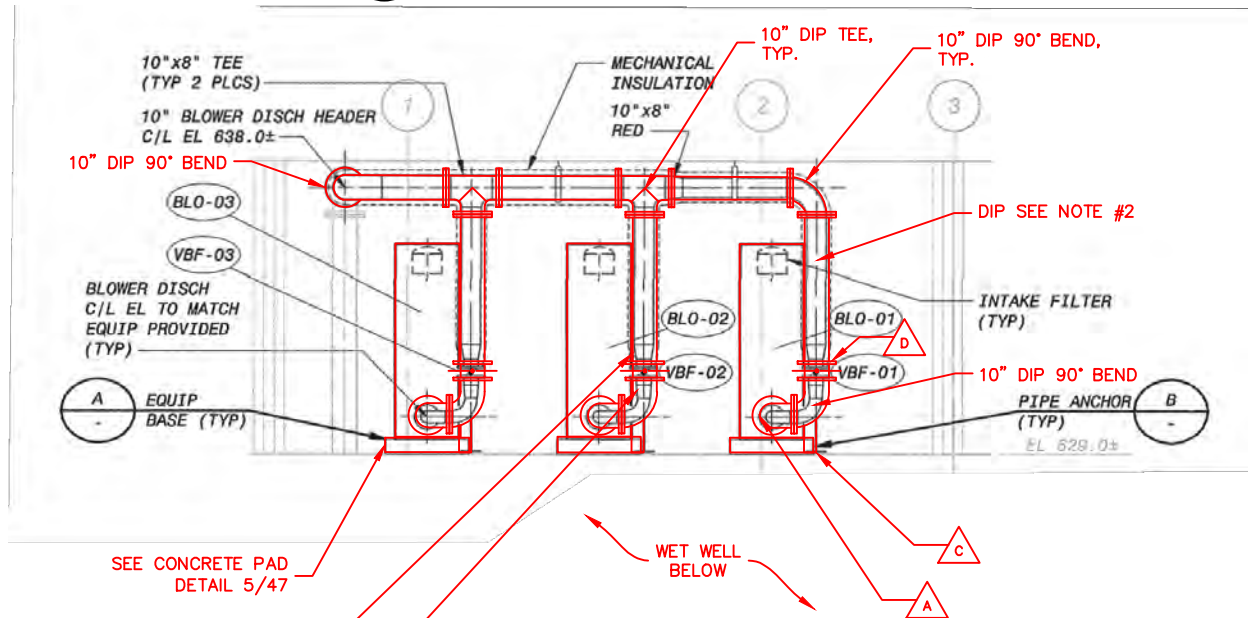 10" DIP TEE,
TYP.
10" DIP 90° BEND,
TYP.
10"x8" TEE
(TYP 2 PLCS)
MECHANICAL
INSULATION
1
2
3
10" BLOWER DISCH HEADER
C/L EL 638.0±
10"x8"
RED
10" DIP 90° BEND
BLO-03
DIP SEE NOTE #2
VBF-03
BLOWER DISCH
C/L EL TO MATCH
EQUIP PROVIDED
(TYP)
INTAKE FILTER
(TYP)
BLO-02
BLO-01
D
VBF-02
VBF-01
10" DIP 90° BEND
A
-
EQUIP
BASE (TYP)
PIPE ANCHOR
(TYP)
B
-
EL 629.0±
SEE CONCRETE PAD
DETAIL 5/47
WET WELL
BELOW
C
A